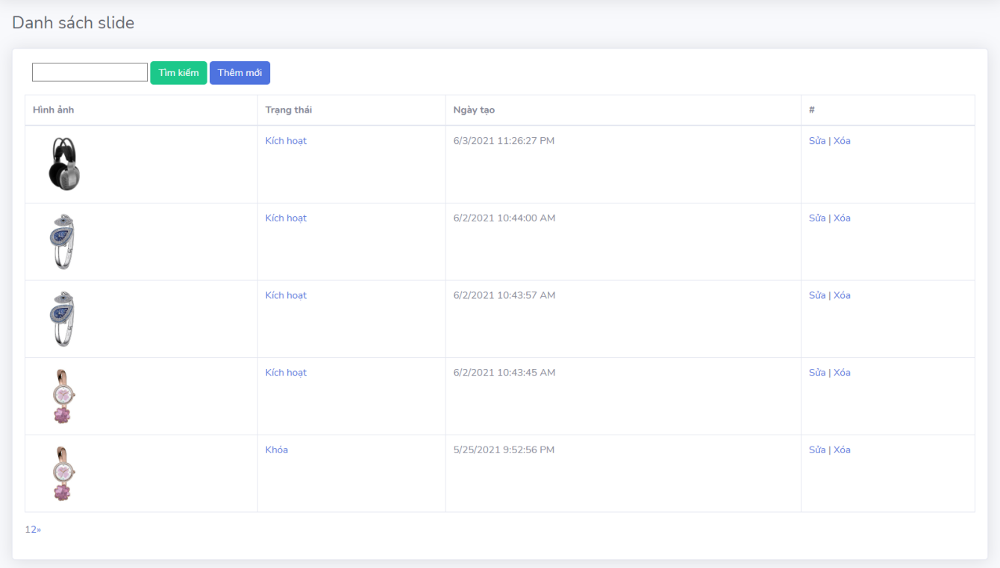 Danh sách slide
Tìm kiếm Thêm mới
Hình ảnh Trạng thái Ngày tạo #
Kích hoạt 6/3/2021 11:26:27 PM Sửa | Xóa
Kích hoạt 6/2/2021 10:44:00 AM Sửa | Xóa
Kích hoạt 6/2/2021 10:43:57 AM Sửa | Xóa
Kích hoạt 6/2/2021 10:43:45 AM Sửa | Xóa
Khóa 5/25/2021 9:52:56 PM Sửa | Xóa
12»